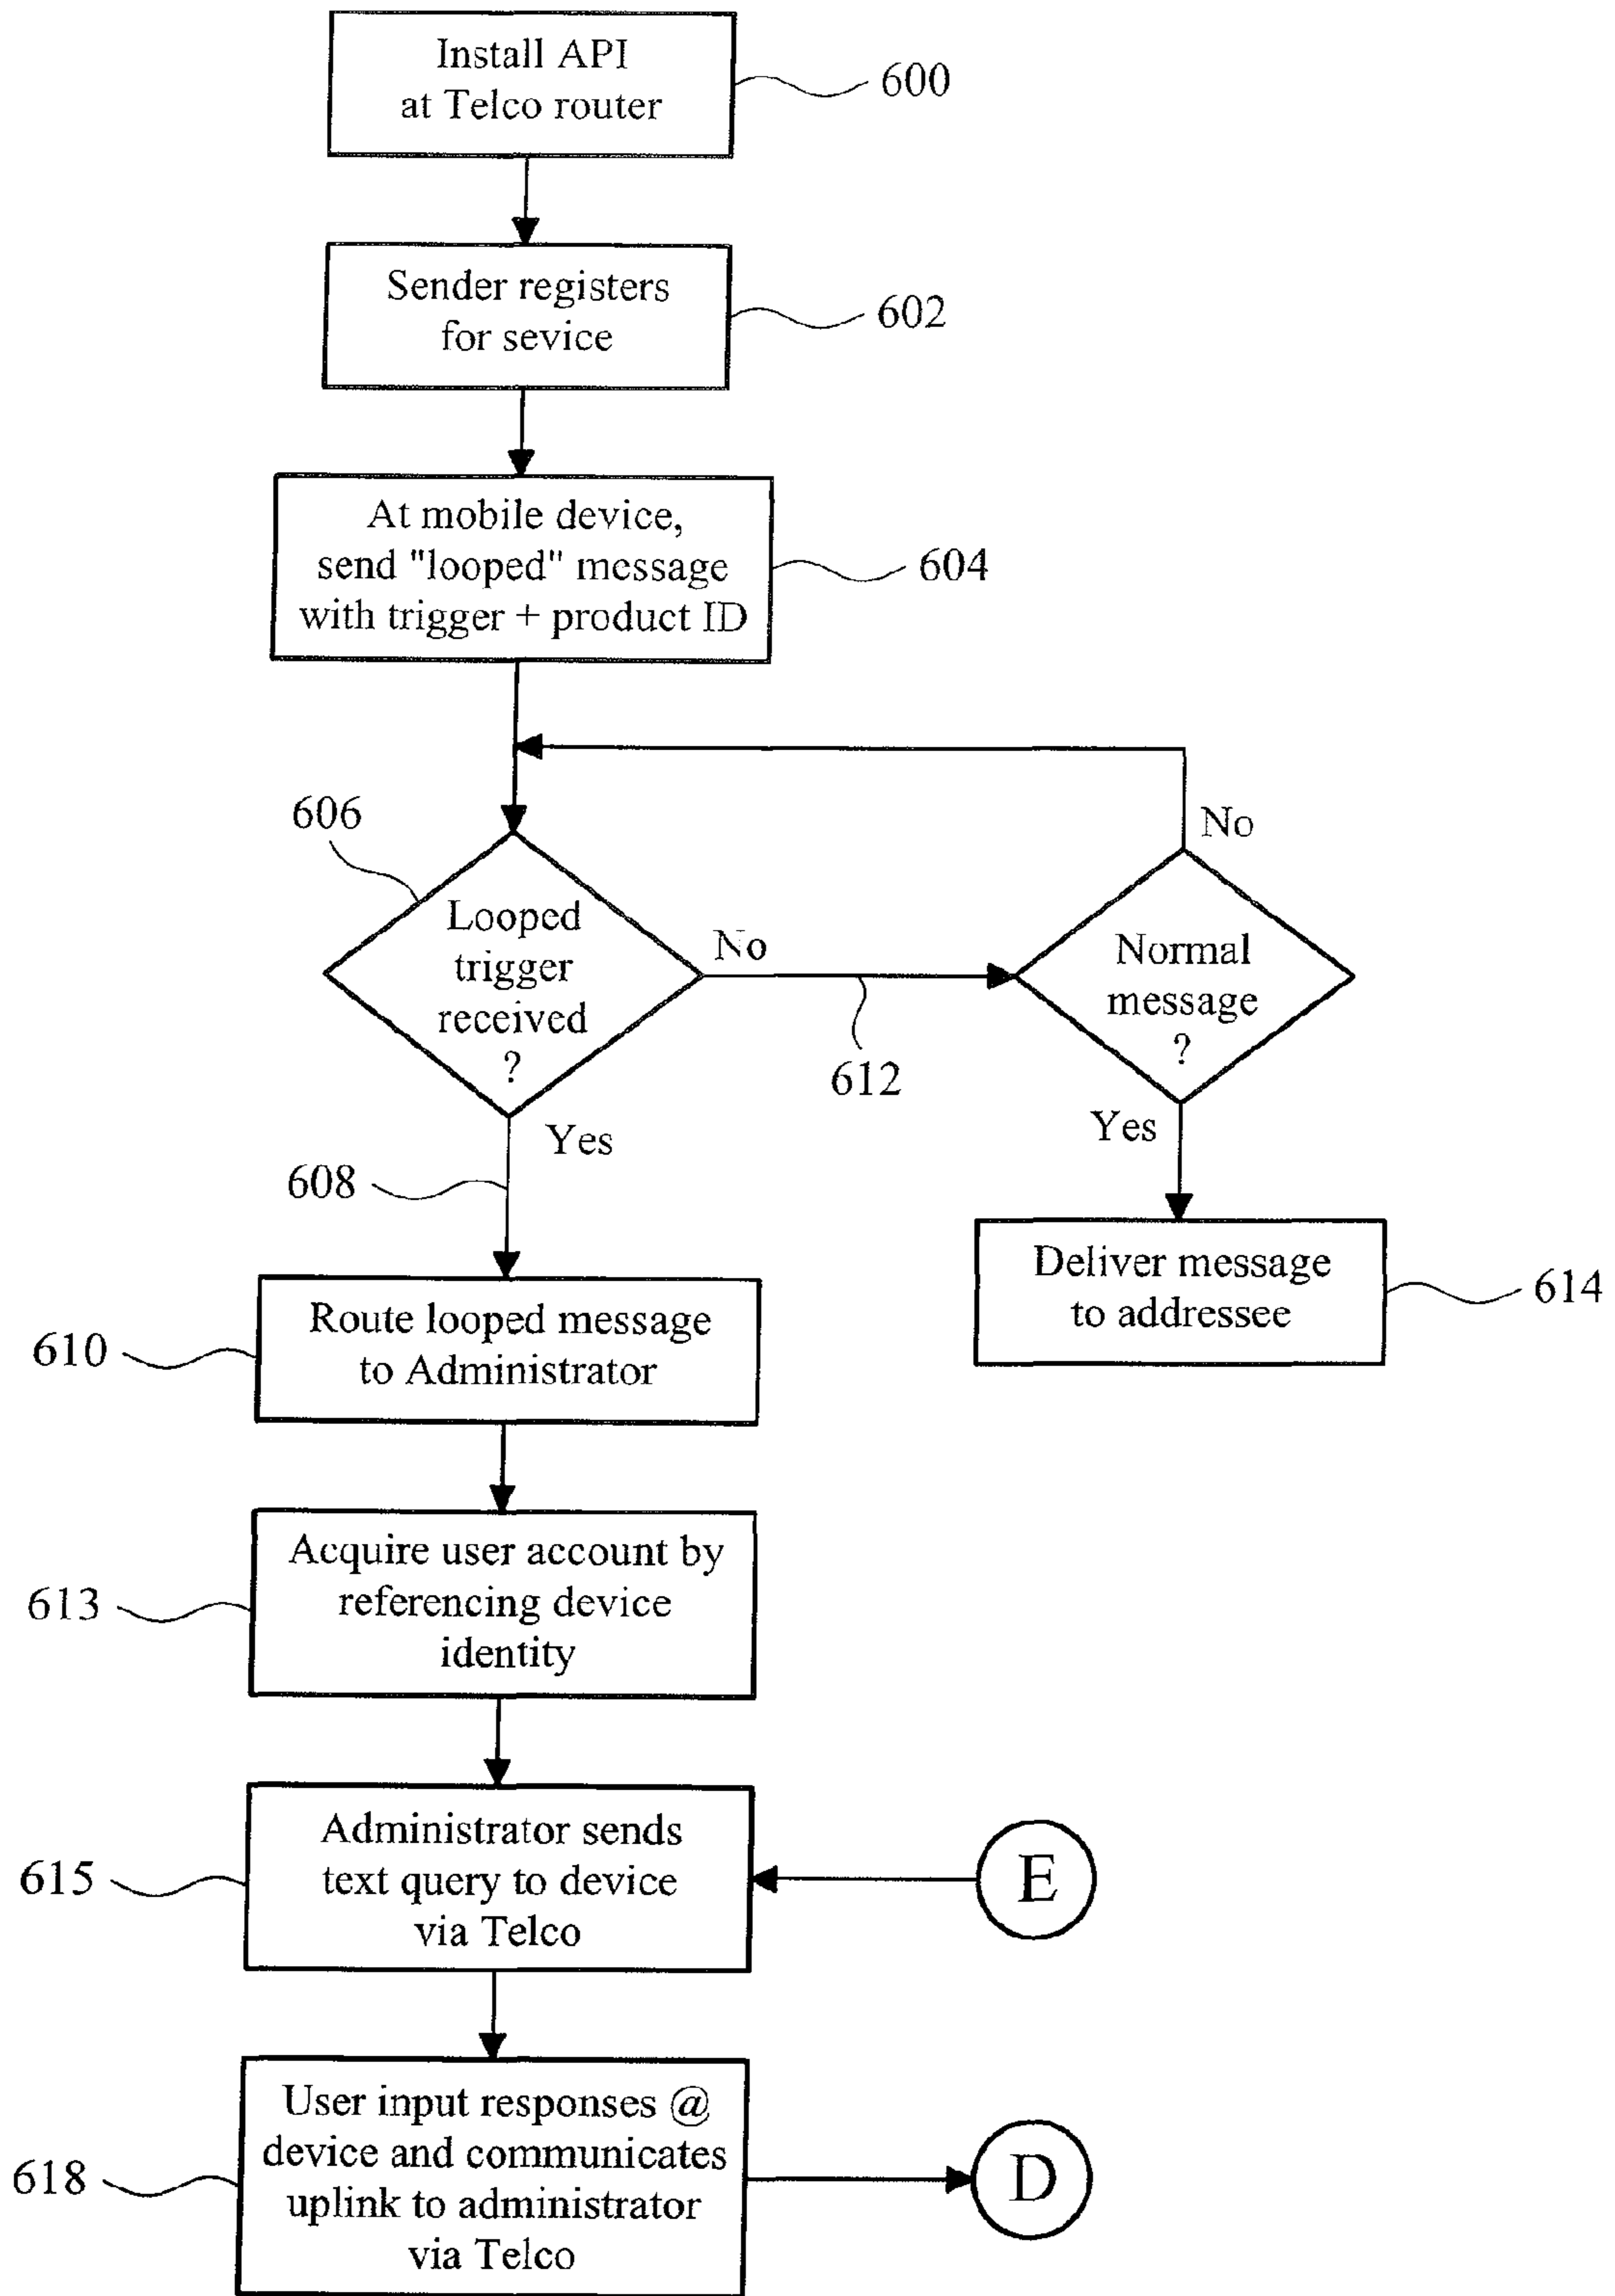 Install API
at Telco router
600
Sender registers
for sevice
602
At mobile device,
send "looped" message
with trigger + product ID
604
606
Looped
trigger
received
?
No
612
Normal
message
?
No
Yes
Yes
608
Deliver message
to addressee
614
Route looped message
to Administrator
610
Acquire user account by
referencing device
identity
613
Administrator sends
text query to device
via Telco
615
E
User input responses @
device and communicates
uplink to administrator
via Telco
618
D